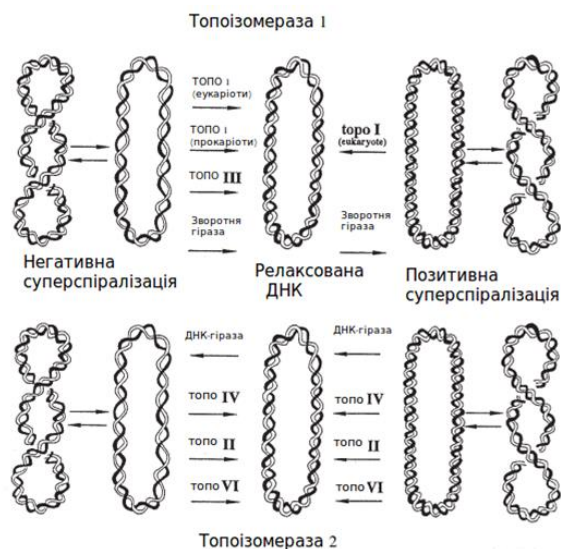 Топоізомераза 1
ТОПО I
(еукаріоти)
ТОПО I
(прокаріоти)
ТОПО III
Зворотня
гіраза
topo I
(eukaryote)
Зворотня
гіраза
Негативна
суперспіралізація
Релаксована
ДНК
Позитивна
суперспіралізація
ДНК-гіраза
ДНК-гіраза
топо IV
топо IV
топо II
топо II
топо VI
топо VI
Топоізомераза 2